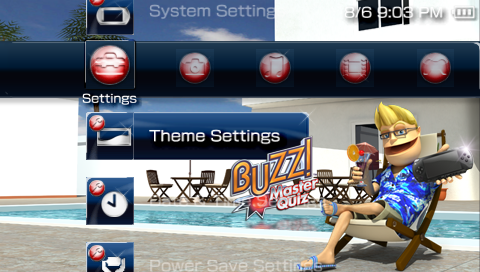 System Settings
8/6 9:03 PM
Settings
Theme Settings
BUZZ!
Master
Quiz
Power Save Settings